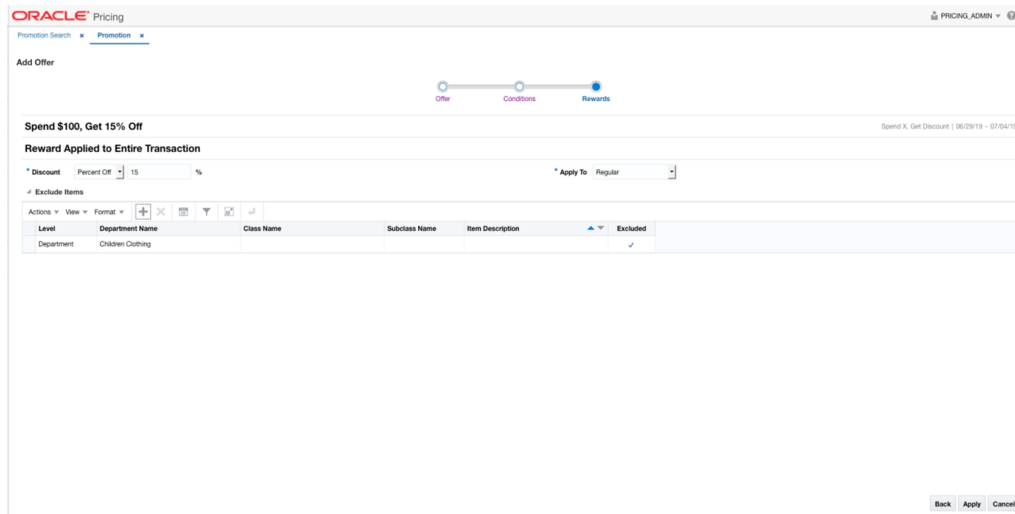 ORACLE® Pricing PRICING_ADMIN
Promotion Search × Promotion ×
Add Offer
Offer Conditions Rewards
Spend $100, Get 15% Off Spend X, Get Discount | 06/29/19 – 07/04/19
Reward Applied to Entire Transaction
* Discount Percent Off 15 % * Apply To Regular
Exclude Items
Actions View Format
Level Department Name Class Name Subclass Name Item Description Excluded
Department Children Clothing ✓
Back Apply Cancel